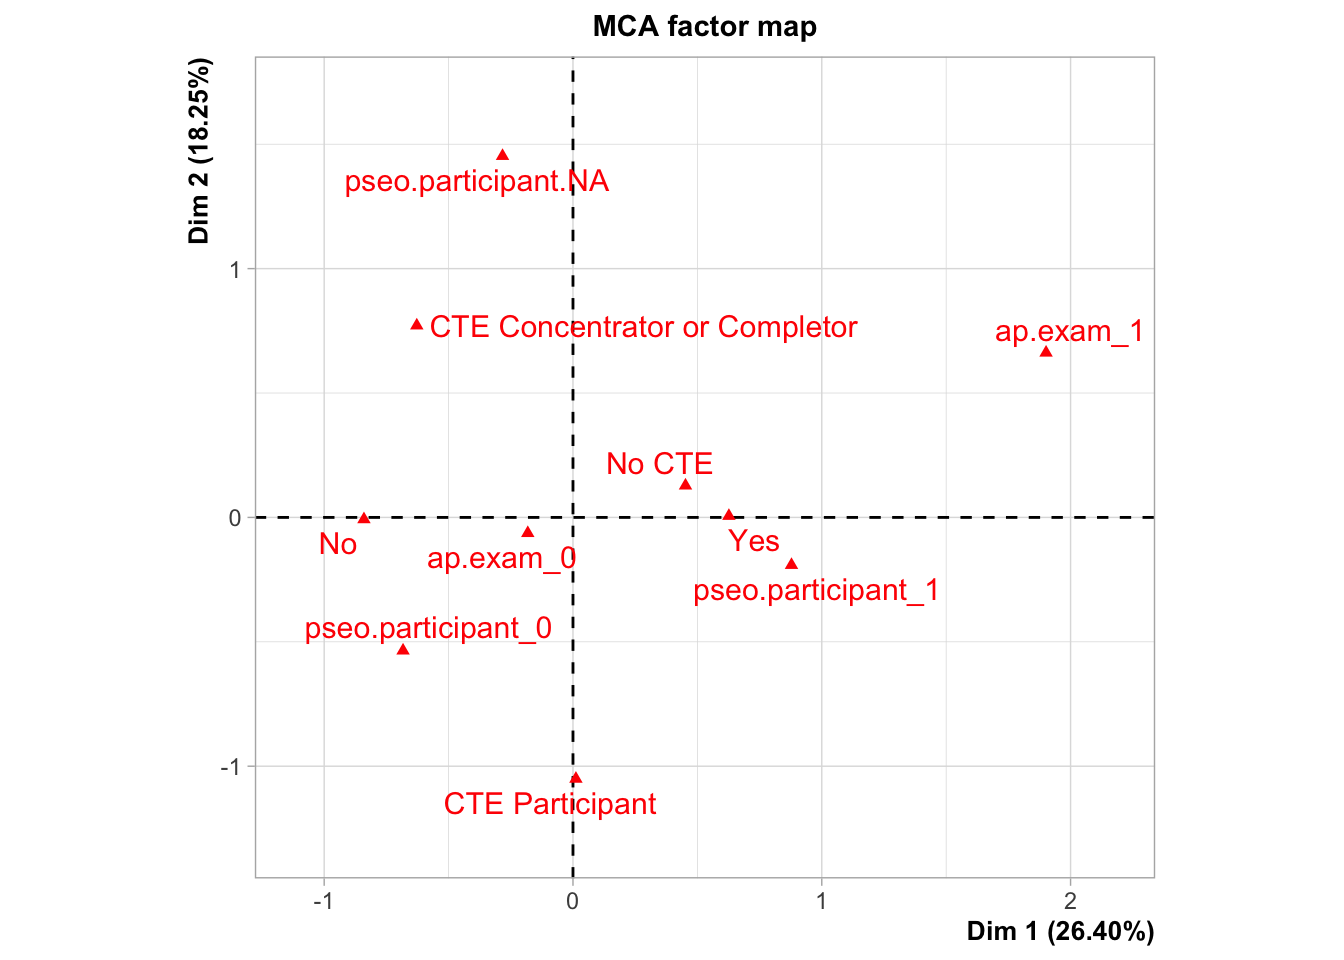 MCA factor map
Dim 2 (18.25%)
pseo.participant.NA
1
CTE Concentrator or Completor
ap.exam_1
No CTE
0
No
ap.exam_0
Yes
pseo.participant_1
pseo.participant_0
-1
CTE Participant
-1
0
1
2
Dim 1 (26.40%)